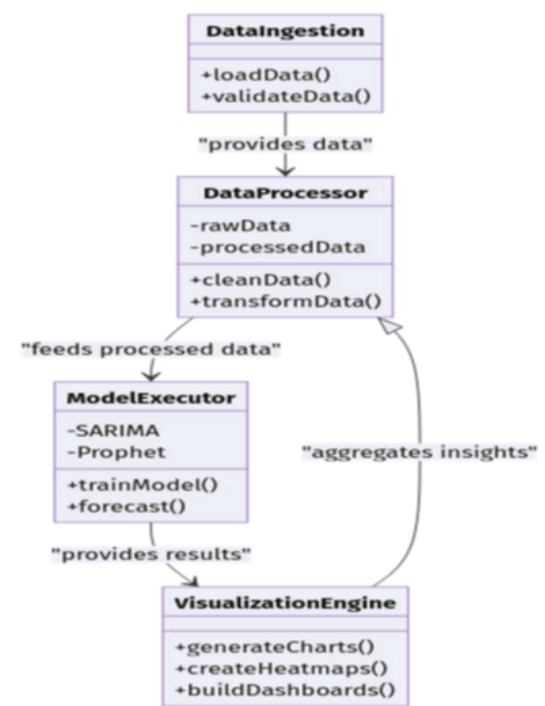 DataIngestion
+loadData()
+validateData()
"provides data"
DataProcessor
-rawData
-processedData
+cleanData()
+transformData()
"feeds processed data"
ModelExecutor
-SARIMA
-Prophet
+trainModel()
+forecast()
"aggregates insights"
"provides results"
VisualizationEngine
+generateCharts()
+createHeatmaps()
+buildDashboards()